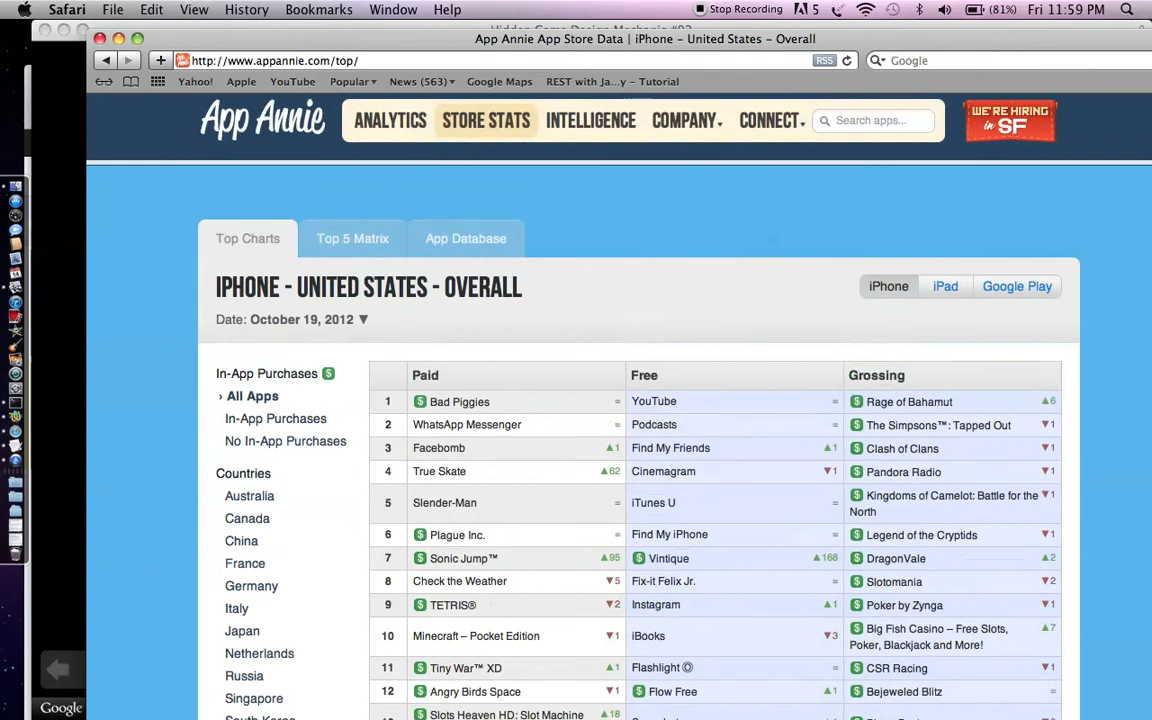 Safari File Edit View History Bookmarks Window Help Stop Recording 5 (81%) Fri 11:59 PM
App Annie App Store Data | iPhone – United States – Overall
http://www.appannie.com/top/ RSS Google
Yahoo! Apple YouTube Popular News (563) Google Maps REST with Ja...y – Tutorial
App Annie ANALYTICS STORE STATS INTELLIGENCE COMPANY CONNECT Search apps... WE'RE HIRING in SF
Top Charts Top 5 Matrix App Database
IPHONE - UNITED STATES - OVERALL iPhone iPad Google Play
Date: October 19, 2012 ▼
In-App Purchases $
› All Apps
In-App Purchases
No In-App Purchases
Countries
Australia
Canada
China
France
Germany
Italy
Japan
Netherlands
Russia
Singapore
Paid Free Grossing
1 $ Bad Piggies = YouTube = $ Rage of Bahamut ▲6
2 WhatsApp Messenger = Podcasts = $ The Simpsons™: Tapped Out ▼1
3 Facebomb ▲1 Find My Friends ▲1 $ Clash of Clans ▼1
4 True Skate ▲62 Cinemagram ▼1 $ Pandora Radio ▼1
5 Slender-Man = iTunes U = $ Kingdoms of Camelot: Battle for the ▼1
North
6 $ Plague Inc. = Find My iPhone = $ Legend of the Cryptids ▼1
7 $ Sonic Jump™ ▲95 $ Vintique ▲168 $ DragonVale ▲2
8 Check the Weather ▼5 Fix-it Felix Jr. = $ Slotomania ▼2
9 $ TETRIS® ▼2 Instagram ▲1 $ Poker by Zynga ▼1
10 Minecraft – Pocket Edition ▼1 iBooks ▼3 $ Big Fish Casino – Free Slots, ▲7
Poker, Blackjack and More!
11 $ Tiny War™ XD ▲1 Flashlight ◎ = $ CSR Racing ▼1
12 $ Angry Birds Space ▼1 $ Flow Free ▲1 $ Bejeweled Blitz =
$ Slots Heaven HD: Slot Machine ▲18
Google